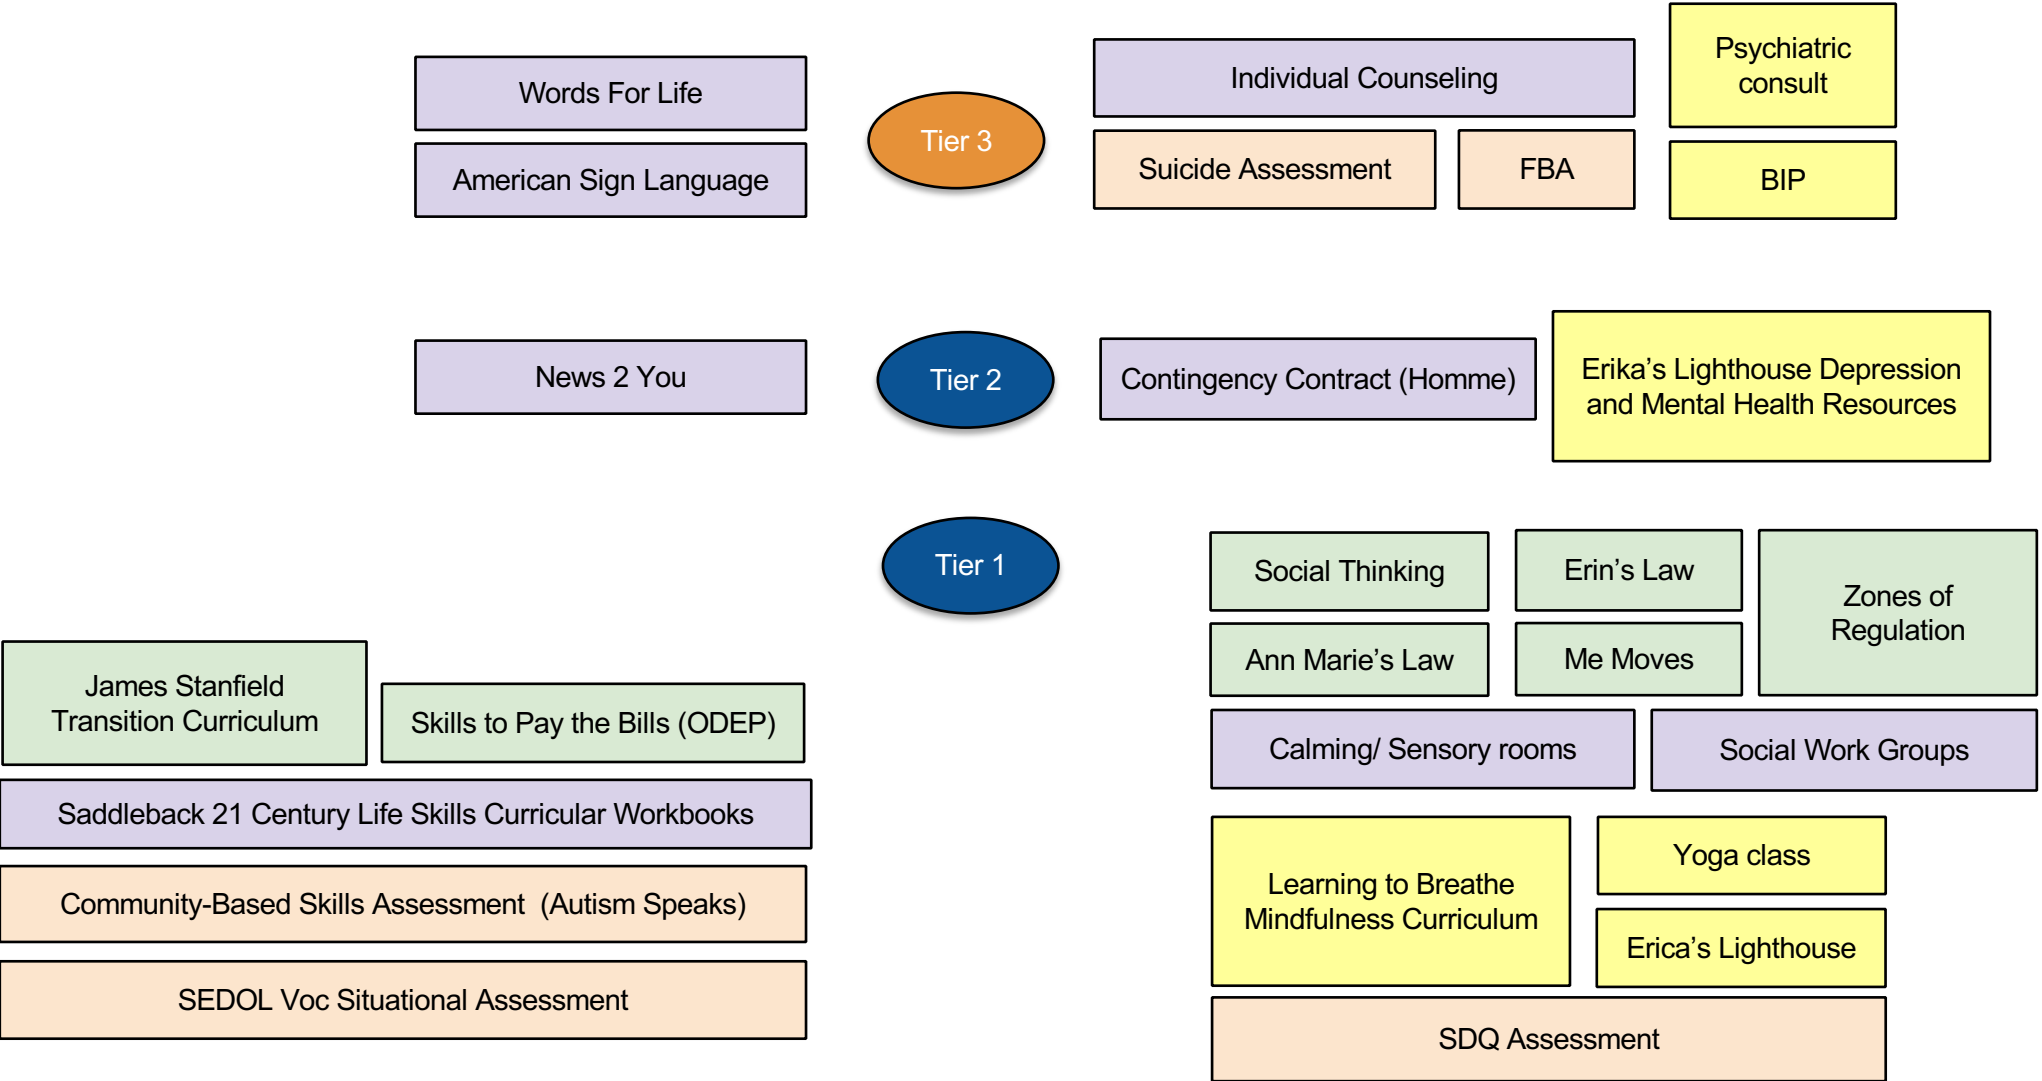 Words For Life
American Sign Language
Tier 3
Individual Counseling
Psychiatric
consult
Suicide Assessment
FBA
BIP
News 2 You
Tier 2
Contingency Contract (Homme)
Erika’s Lighthouse Depression
and Mental Health Resources
Tier 1
Social Thinking
Erin’s Law
Zones of
Regulation
Ann Marie’s Law
Me Moves
James Stanfield
Transition Curriculum
Skills to Pay the Bills (ODEP)
Calming/ Sensory rooms
Social Work Groups
Saddleback 21 Century Life Skills Curricular Workbooks
Learning to Breathe
Mindfulness Curriculum
Yoga class
Erica’s Lighthouse
Community-Based Skills Assessment  (Autism Speaks)
SEDOL Voc Situational Assessment
SDQ Assessment